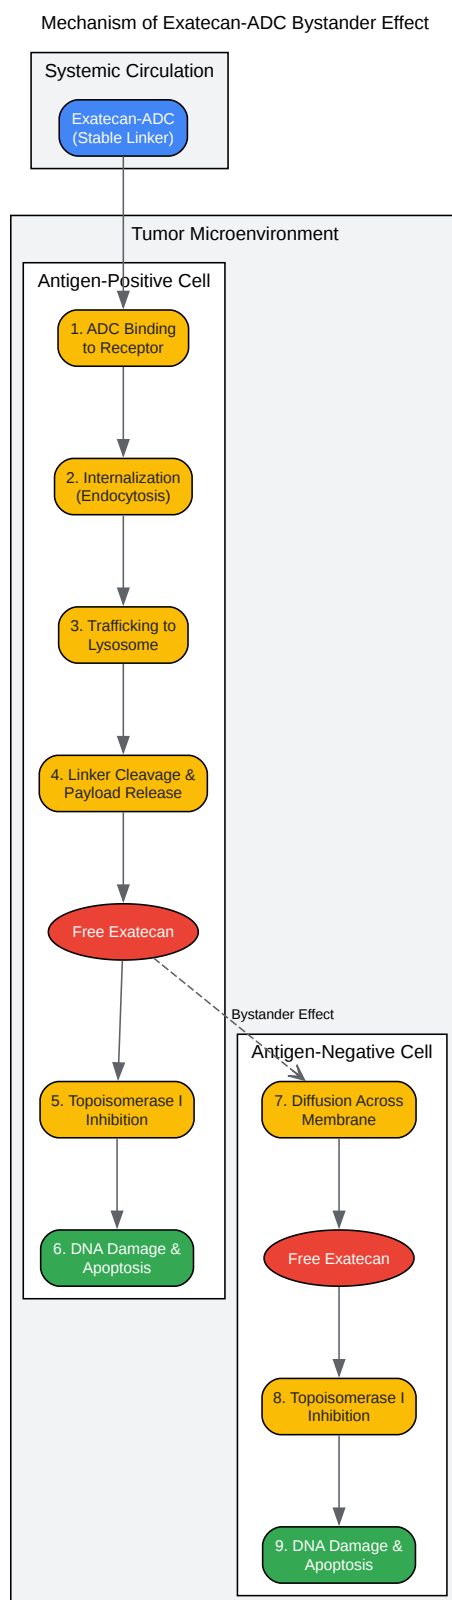 Mechanism of Exatecan-ADC Bystander Effect
Systemic Circulation
Exatecan-ADC
(Stable Linker)
Tumor Microenvironment
Antigen-Positive Cell
1. ADC Binding
to Receptor
2. Internalization
(Endocytosis)
3. Trafficking to
Lysosome
4. Linker Cleavage &
Payload Release
Free Exatecan
Bystander Effect
5. Topoisomerase I
Inhibition
6. DNA Damage &
Apoptosis
Antigen-Negative Cell
7. Diffusion Across
Membrane
Free Exatecan
8. Topoisomerase I
Inhibition
9. DNA Damage &
Apoptosis